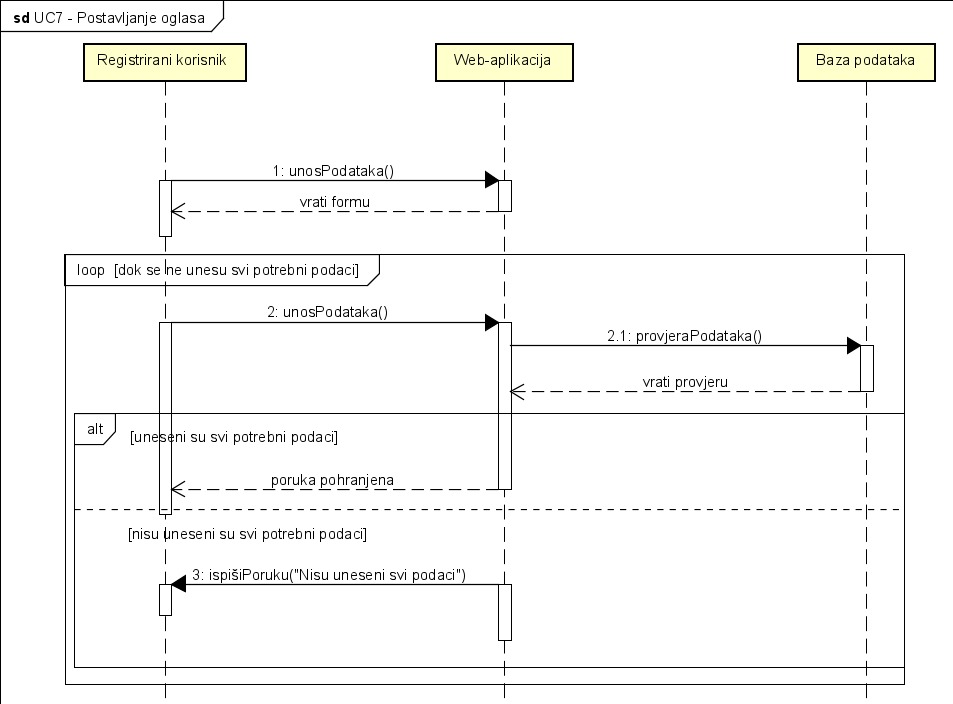 sd UC7 - Postavljanje oglasa
Registrirani korisnik
Web-aplikacija
Baza podataka
1: unosPodataka()
vrati formu
loop [dok se ne unesu svi potrebni podaci]
2: unosPodataka()
2.1: provjeraPodataka()
vrati provjeru
alt
[uneseni su svi potrebni podaci]
poruka pohranjena
[nisu uneseni su svi potrebni podaci]
3: ispišiPoruku("Nisu uneseni svi podaci")